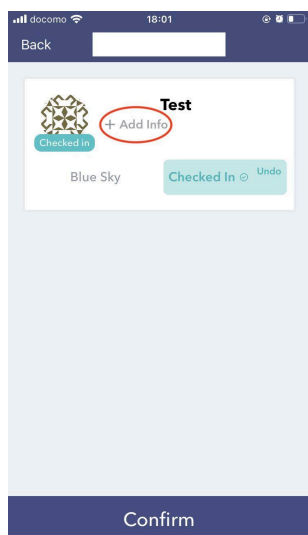 docomo 18:01
Back
Test
+ Add Info
Checked in
Blue Sky
Checked In Undo
Confirm